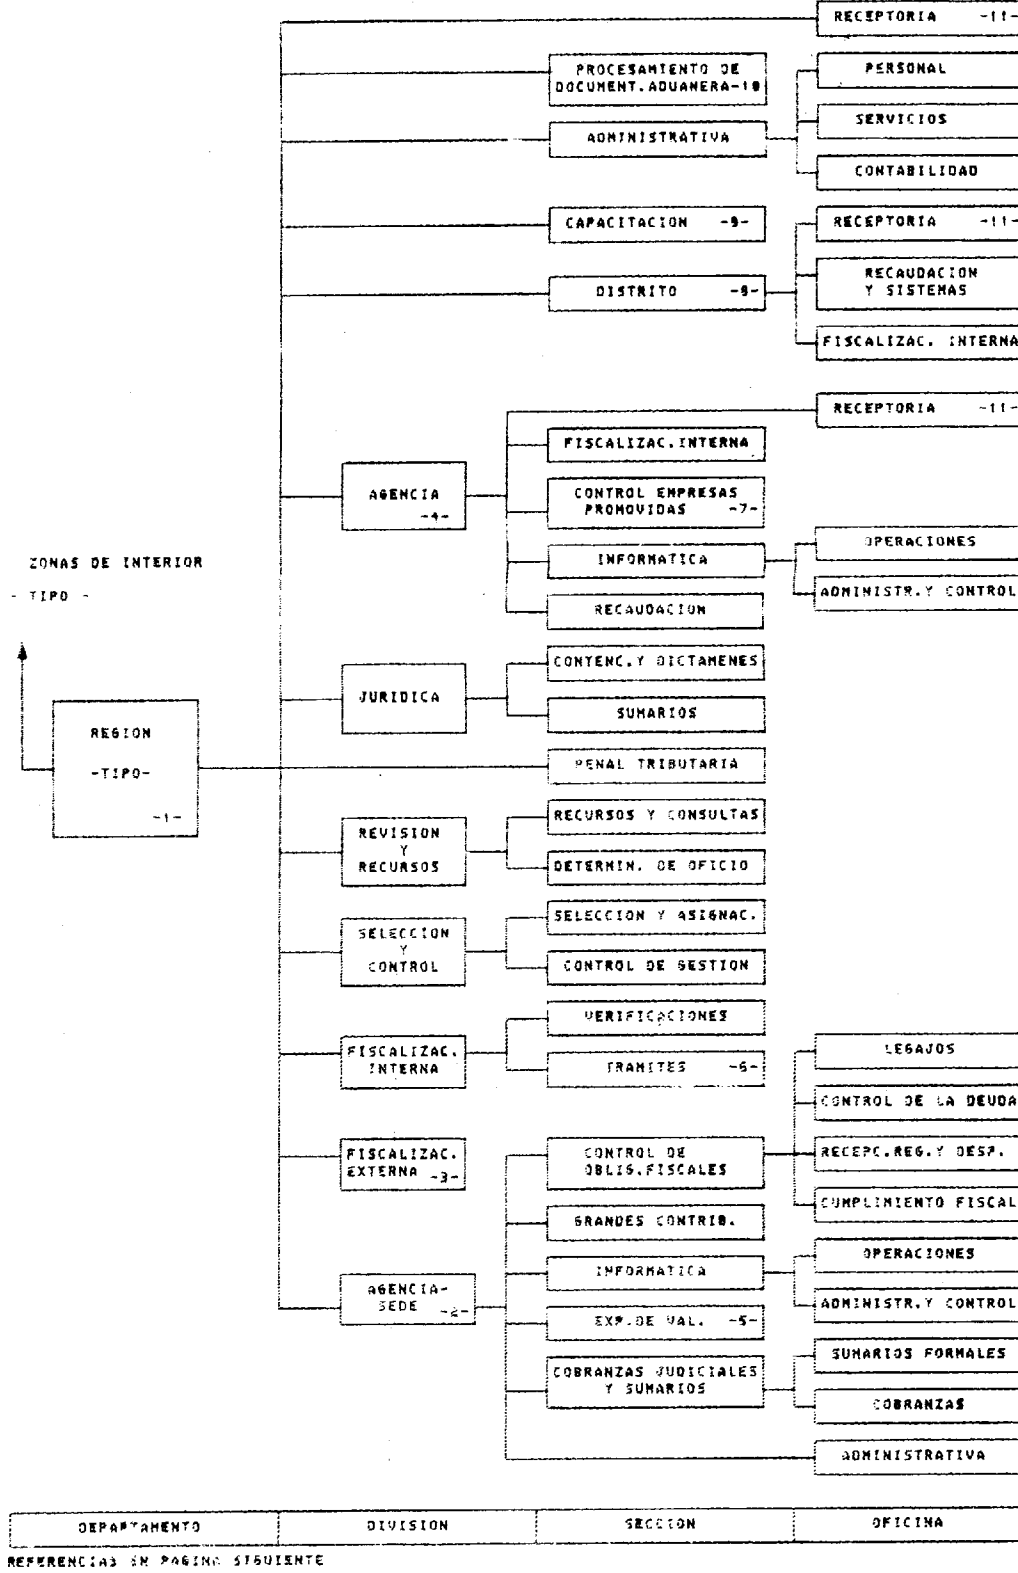 RECEPTORIA -11-
PROCESAMIENTO DE
DOCUMENT.ADUANERA-10
PERSONAL
SERVICIOS
ADMINISTRATIVA
CONTABILIDAD
CAPACITACION -9-
RECEPTORIA -11-
RECAUDACION
Y SISTEMAS
DISTRITO -8-
FISCALIZAC. INTERNA
RECEPTORIA -11-
FISCALIZAC.INTERNA
AGENCIA
-4-
CONTROL EMPRESAS
PROMOVIDAS -7-
INFORMATICA
OPERACIONES
ADMINISTR.Y CONTROL
RECAUDACION
ZONAS DE INTERIOR
- TIPO -
JURIDICA
CONTENC.Y DICTAMENES
SUMARIOS
REGION
-TIPO-
-1-
PENAL TRIBUTARIA
REVISION
Y
RECURSOS
RECURSOS Y CONSULTAS
DETERMIN. DE OFICIO
SELECCION
Y
CONTROL
SELECCION Y ASIGNAC.
CONTROL DE GESTION
FISCALIZAC.
INTERNA
VERIFICACIONES
TRAMITES -6-
FISCALIZAC.
EXTERNA -3-
CONTROL DE
OBLIG.FISCALES
LEGAJOS
CONTROL DE LA DEUDA
RECEPC.REG.Y DESP.
CUMPLIMIENTO FISCAL
GRANDES CONTRIB.
AGENCIA-
SEDE -2-
INFORMATICA
OPERACIONES
ADMINISTR.Y CONTROL
EXP.DE VAL. -5-
COBRANZAS JUDICIALES
Y SUMARIOS
SUMARIOS FORMALES
COBRANZAS
ADMINISTRATIVA
DEPARTAMENTO DIVISION SECCION OFICINA
REFERENCIAS EN PAGINA SIGUIENTE